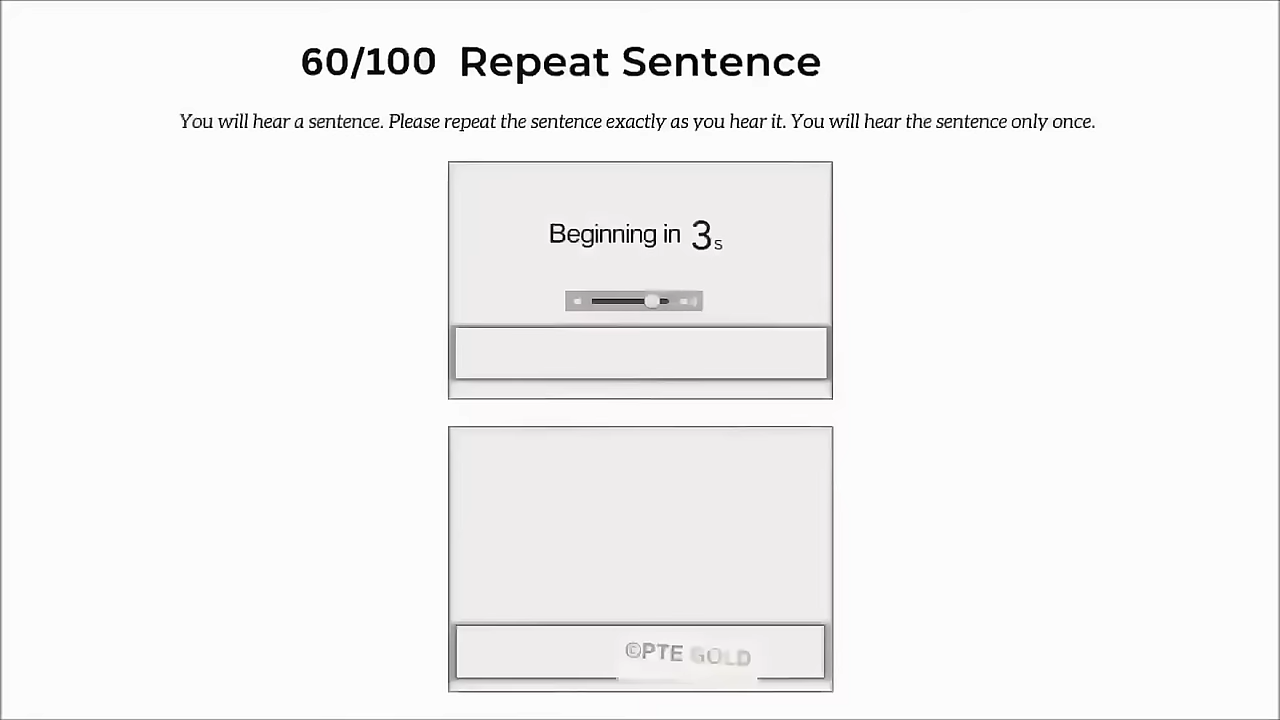 60/100 Repeat Sentence
You will hear a sentence. Please repeat the sentence exactly as you hear it. You will hear the sentence only once.
Beginning in 3s
©PTE GOLD